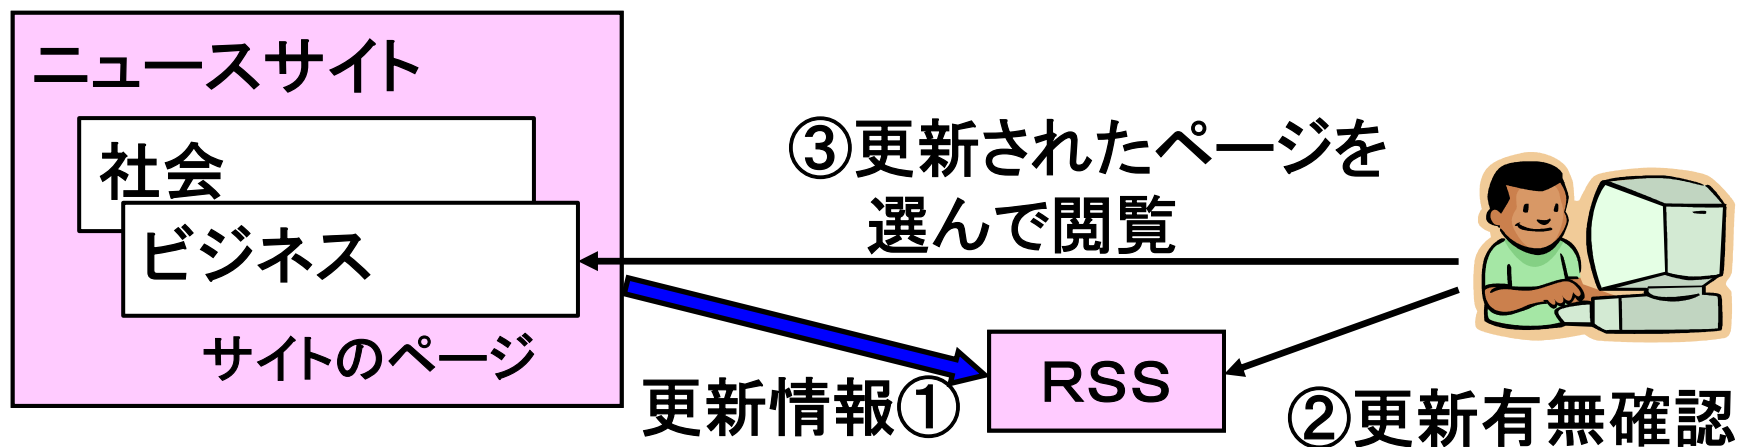 ニュースサイト
社会
ビジネス
サイトのページ
③更新されたページを
選んで閲覧
RSS
更新情報①
②更新有無確認